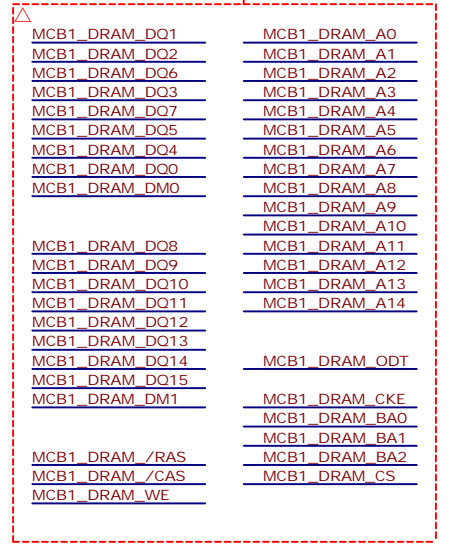 MCB1_DRAM_DQ1
MCB1_DRAM_DQ2
MCB1_DRAM_DQ6
MCB1_DRAM_DQ3
MCB1_DRAM_DQ7
MCB1_DRAM_DQ5
MCB1_DRAM_DQ4
MCB1_DRAM_DQ0
MCB1_DRAM_DM0
MCB1_DRAM_DQ8
MCB1_DRAM_DQ9
MCB1_DRAM_DQ10
MCB1_DRAM_DQ11
MCB1_DRAM_DQ12
MCB1_DRAM_DQ13
MCB1_DRAM_DQ14
MCB1_DRAM_DQ15
MCB1_DRAM_DM1
MCB1_DRAM_/RAS
MCB1_DRAM_/CAS
MCB1_DRAM_WE
MCB1_DRAM_A0
MCB1_DRAM_A1
MCB1_DRAM_A2
MCB1_DRAM_A3
MCB1_DRAM_A4
MCB1_DRAM_A5
MCB1_DRAM_A6
MCB1_DRAM_A7
MCB1_DRAM_A8
MCB1_DRAM_A9
MCB1_DRAM_A10
MCB1_DRAM_A11
MCB1_DRAM_A12
MCB1_DRAM_A13
MCB1_DRAM_A14
MCB1_DRAM_ODT
MCB1_DRAM_CKE
MCB1_DRAM_BA0
MCB1_DRAM_BA1
MCB1_DRAM_BA2
MCB1_DRAM_CS